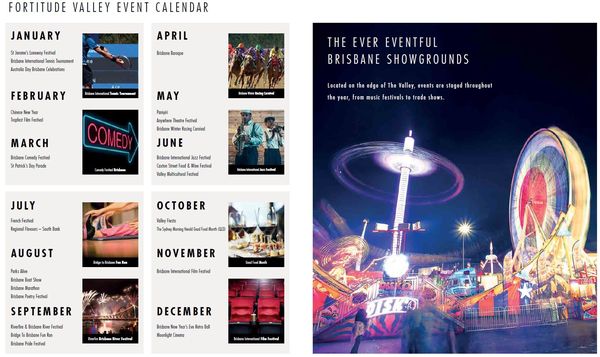 FORTITUDE VALLEY EVENT CALENDAR
JANUARY
St Jerome's Laneway Festival
Brisbane International Tennis Tournament
Australia Day Brisbane Celebrations
Brisbane International Tennis Tournament
FEBRUARY
Chinese New Year
Tropfest Film Festival
MARCH
Brisbane Comedy Festival
St Patrick's Day Parade
COMEDY
Comedy Festival Brisbane
APRIL
Brisbane Baroque
Brisbane Winter Racing Carnival
MAY
Paniyiri
Anywhere Theatre Festival
Brisbane Winter Racing Carnival
JUNE
Brisbane International Jazz Festival
Caxton Street Food & Wine Festival
Valley Multicultural Festival
Brisbane International Jazz Festival
JULY
French Festival
Regional Flavours – South Bank
Bridge to Brisbane Fun Run
AUGUST
Parks Alive
Brisbane Boat Show
Brisbane Marathon
Brisbane Poetry Festival
SEPTEMBER
Riverfire & Brisbane River Festival
Bridge To Brisbane Fun Run
Brisbane Pride Festival
Riverfire Brisbane River Festival
OCTOBER
Valley Fiesta
The Sydney Morning Herald Good Food Month (QLD)
Good Food Month
NOVEMBER
Brisbane International Film Festival
DECEMBER
Brisbane New Year's Eve Retro Ball
Moonlight Cinema
Brisbane International Film Festival
THE EVER EVENTFUL
BRISBANE SHOWGROUNDS
Located on the edge of The Valley, events are staged throughout
the year, from music festivals to trade shows.